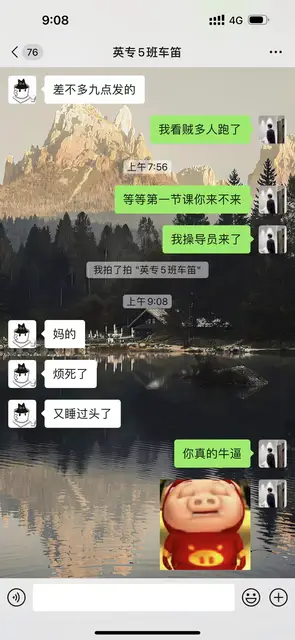 9:08
4G
76
英专5班车笛
差不多九点发的
我看贼多人跑了
上午7:56
等等第一节课你来不来
我操导员来了
我拍了拍 "英专5班车笛"
上午9:08
妈的
烦死了
又睡过头了
你真的牛逼